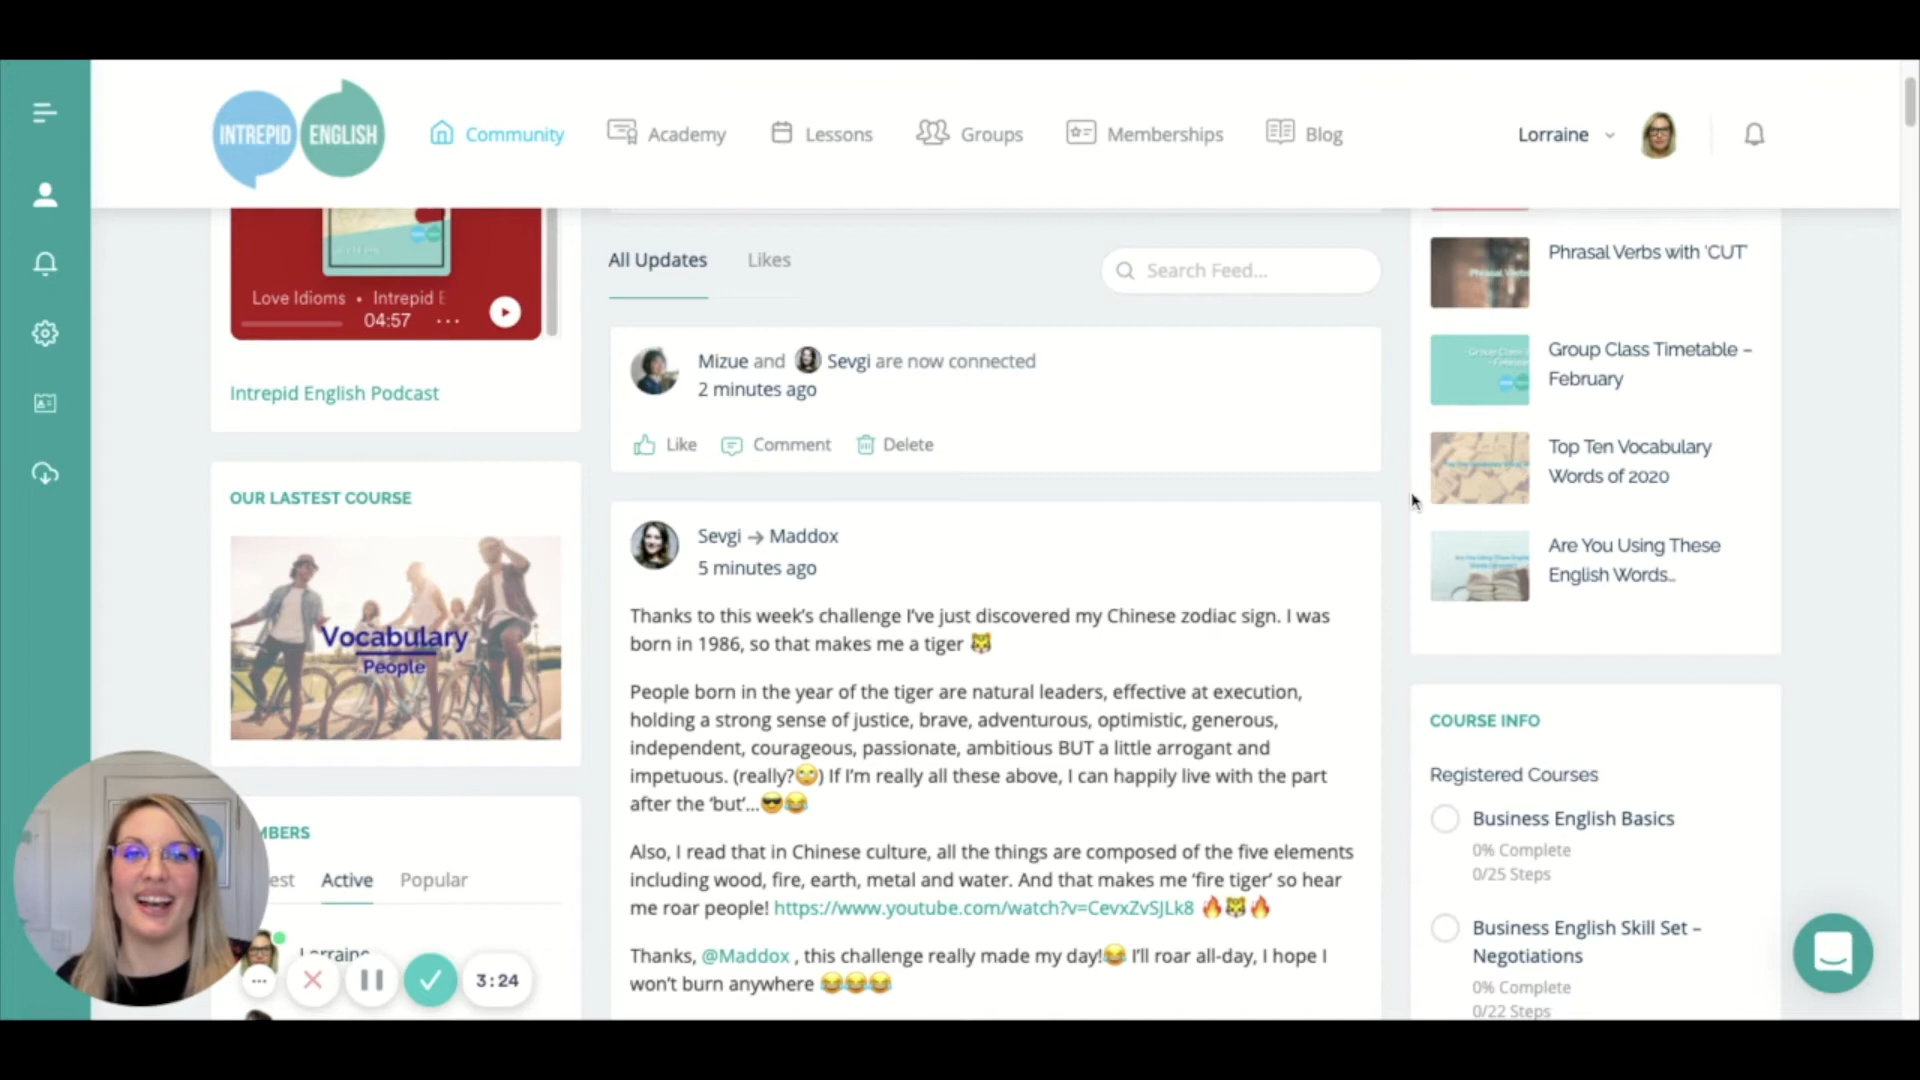 INTREPID ENGLISH
Community
Academy
Lessons
Groups
Memberships
Blog
Lorraine
Love Idioms • Intrepid E
04:57
Intrepid English Podcast
OUR LASTEST COURSE
Vocabulary
People
MBERS
est Active Popular
Lorraine
3:24
All Updates Likes
Search Feed...
Mizue and Sevgi are now connected
2 minutes ago
Like Comment Delete
Sevgi → Maddox
5 minutes ago
Thanks to this week’s challenge I’ve just discovered my Chinese zodiac sign. I was
born in 1986, so that makes me a tiger 🐯
People born in the year of the tiger are natural leaders, effective at execution,
holding a strong sense of justice, brave, adventurous, optimistic, generous,
independent, courageous, passionate, ambitious BUT a little arrogant and
impetuous. (really?🙄) If I’m really all these above, I can happily live with the part
after the ‘but’...😎😂
Also, I read that in Chinese culture, all the things are composed of the five elements
including wood, fire, earth, metal and water. And that makes me ‘fire tiger’ so hear
me roar people! https://www.youtube.com/watch?v=CevxZvSJLk8 🔥🐯🔥
Thanks, @Maddox , this challenge really made my day!😂 I’ll roar all-day, I hope I
won’t burn anywhere 😂😂😂
Phrasal Verbs with ‘CUT’
Group Class Timetable –
February
Top Ten Vocabulary
Words of 2020
Are You Using These
English Words...
COURSE INFO
Registered Courses
Business English Basics
0% Complete
0/25 Steps
Business English Skill Set –
Negotiations
0% Complete
0/22 Steps